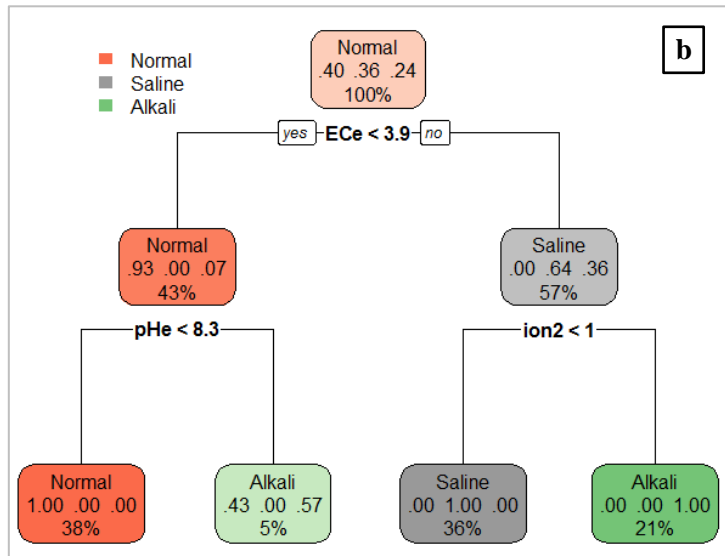 b
Normal
Saline
Alkali
Normal
.40 .36 .24
100%
yes ECe < 3.9 no
Normal
.93 .00 .07
43%
Saline
.00 .64 .36
57%
pHe < 8.3
ion2 < 1
Normal
1.00 .00 .00
38%
Alkali
.43 .00 .57
5%
Saline
.00 1.00 .00
36%
Alkali
.00 .00 1.00
21%